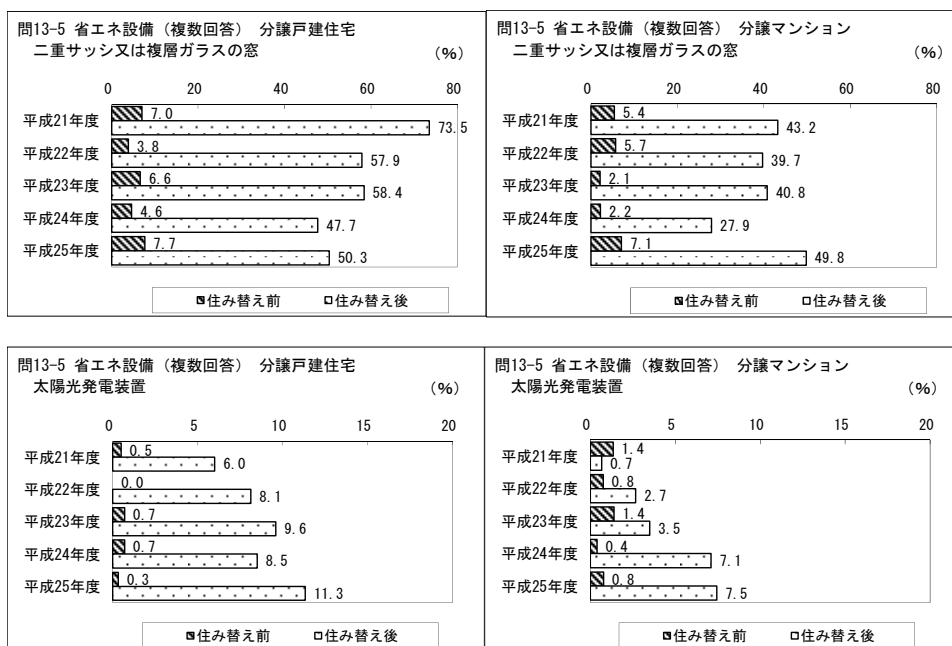 問13-5 省エネ設備（複数回答） 分譲戸建住宅
二重サッシ又は複層ガラスの窓 (%)
0 20 40 60 80
平成21年度 7.0
73.5
平成22年度 3.8
57.9
平成23年度 6.6
58.4
平成24年度 4.6
47.7
平成25年度 7.7
50.3
住み替え前 住み替え後
問13-5 省エネ設備（複数回答） 分譲マンション
二重サッシ又は複層ガラスの窓 (%)
0 20 40 60 80
平成21年度 5.4
43.2
平成22年度 5.7
39.7
平成23年度 2.1
40.8
平成24年度 2.2
27.9
平成25年度 7.1
49.8
住み替え前 住み替え後
問13-5 省エネ設備（複数回答） 分譲戸建住宅
太陽光発電装置 (%)
0 5 10 15 20
平成21年度 0.5
6.0
平成22年度 0.0
8.1
平成23年度 0.7
9.6
平成24年度 0.7
8.5
平成25年度 0.3
11.3
住み替え前 住み替え後
問13-5 省エネ設備（複数回答） 分譲マンション
太陽光発電装置 (%)
0 5 10 15 20
平成21年度 1.4
0.7
平成22年度 0.8
2.7
平成23年度 1.4
3.5
平成24年度 0.4
7.1
平成25年度 0.8
7.5
住み替え前 住み替え後